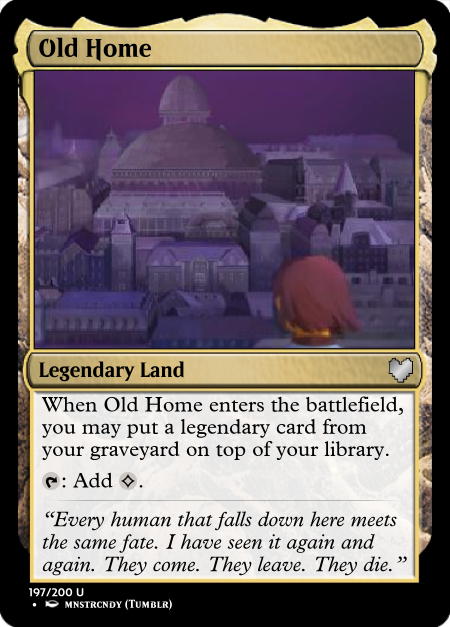 Old Home
Legendary Land
When Old Home enters the battlefield,
you may put a legendary card from
your graveyard on top of your library.
: Add .
“Every human that falls down here meets
the same fate. I have seen it again and
again. They come. They leave. They die.”
197/200 U
• MNSTRCNDY (TUMBLR)